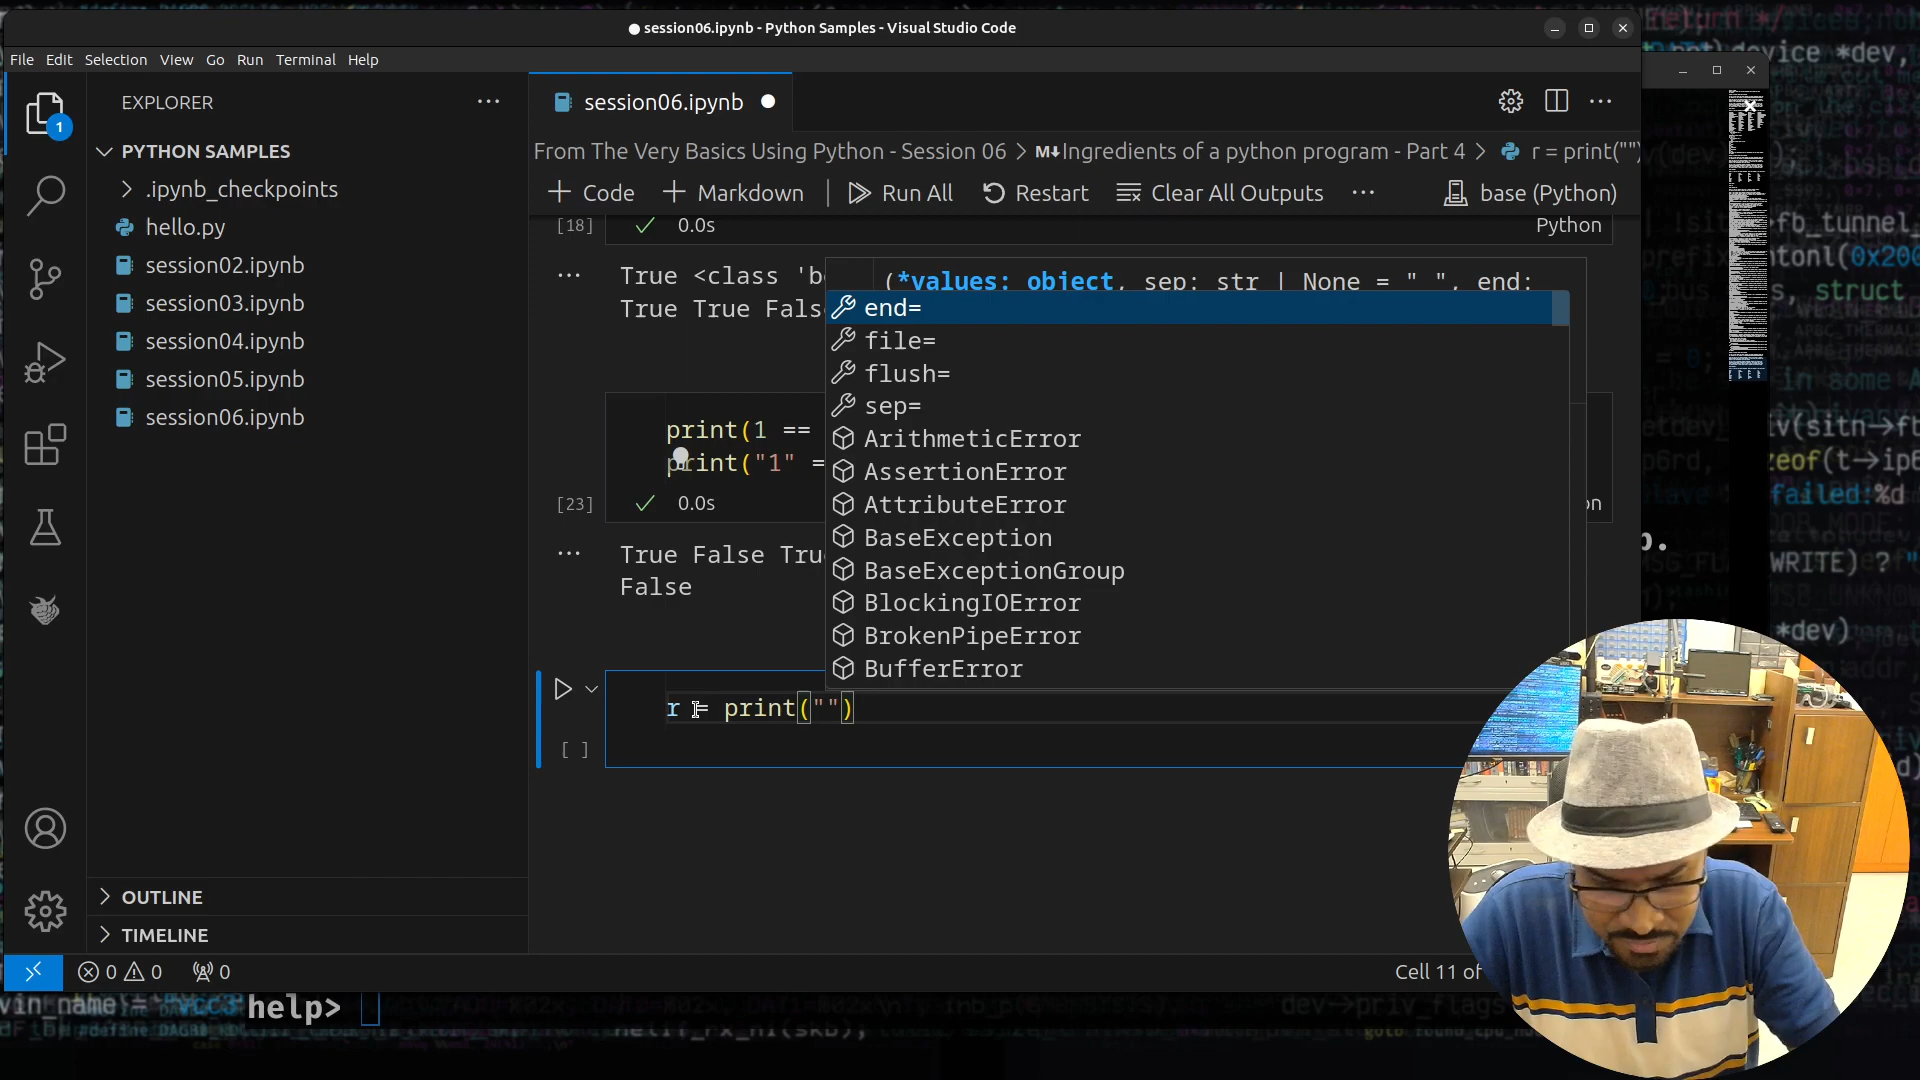 session06.ipynb - Python Samples - Visual Studio Code
File Edit Selection View Go Run Terminal Help
EXPLORER
1
PYTHON SAMPLES
.ipynb_checkpoints
hello.py
session02.ipynb
session03.ipynb
session04.ipynb
session05.ipynb
session06.ipynb
OUTLINE
TIMELINE
session06.ipynb
From The Very Basics Using Python - Session 06 > M↓Ingredients of a python program - Part 4 > r = print("")
+ Code + Markdown Run All Restart Clear All Outputs base (Python)
[18] 0.0s Python
True <class 'b
True True Fals
(*values: object, sep: str | None = " ", end:
end=
file=
flush=
sep=
ArithmeticError
AssertionError
AttributeError
BaseException
BaseExceptionGroup
BlockingIOError
BrokenPipeError
BufferError
print(1 ==
print("1" =
[23] 0.0s
True False Tru
False
r = print("")
[ ]
0 0 0
Cell 11 of
help>